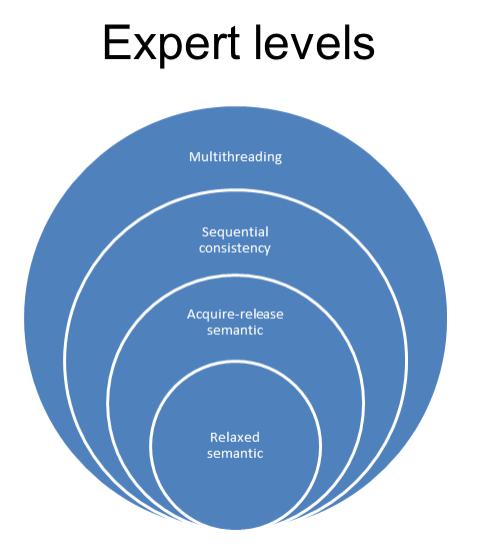 Expert levels
Multithreading
Sequential
consistency
Acquire-release
semantic
Relaxed
semantic